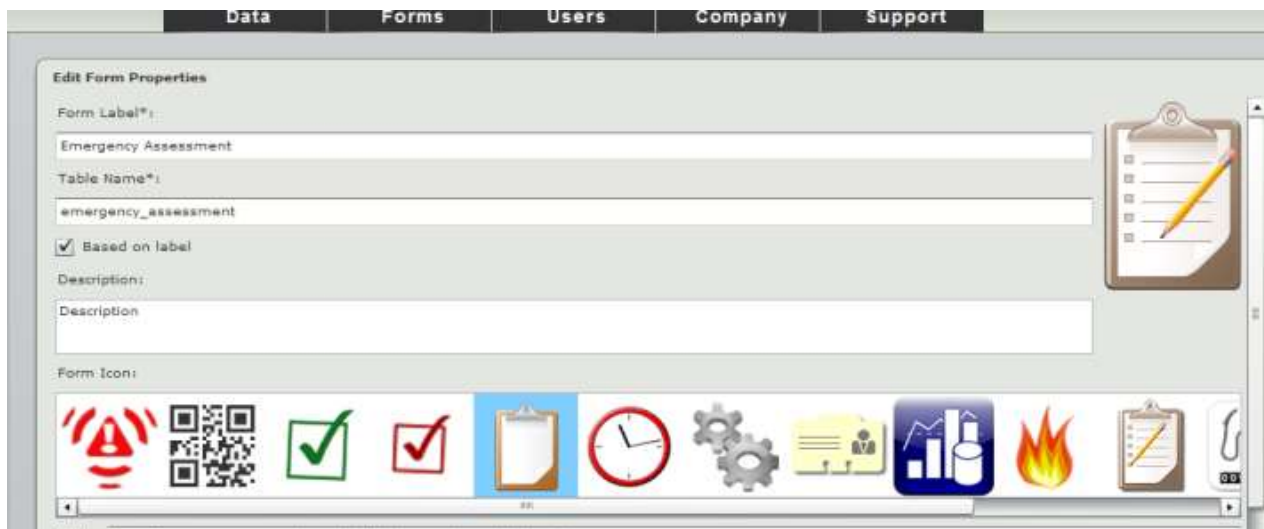 Data Forms Users Company Support
Edit Form Properties
Form Label*:
Emergency Assessment
Table Name*:
emergency_assessment
Based on label
Description:
Description
Form Icon: